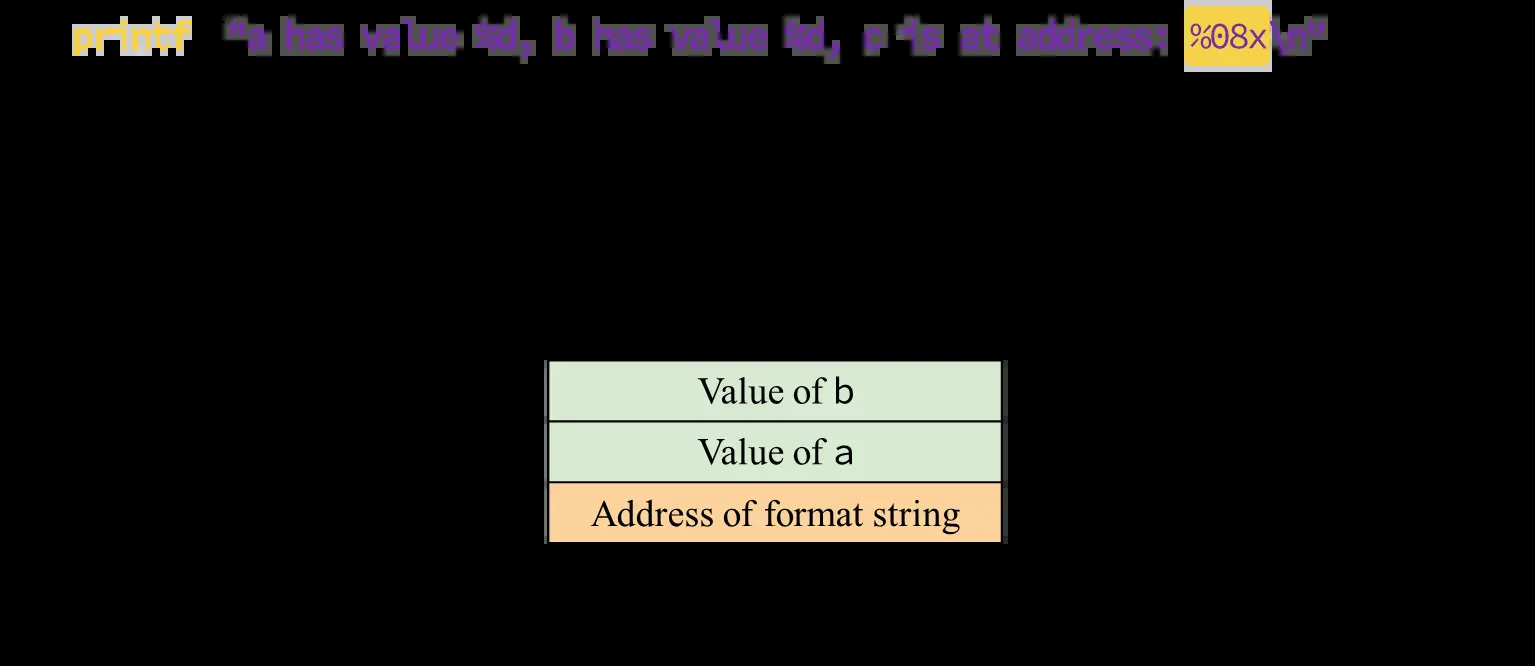 printf "a has value %d, b has value %d, c is at address: %08x\n"
Value of b
Value of a
Address of format string